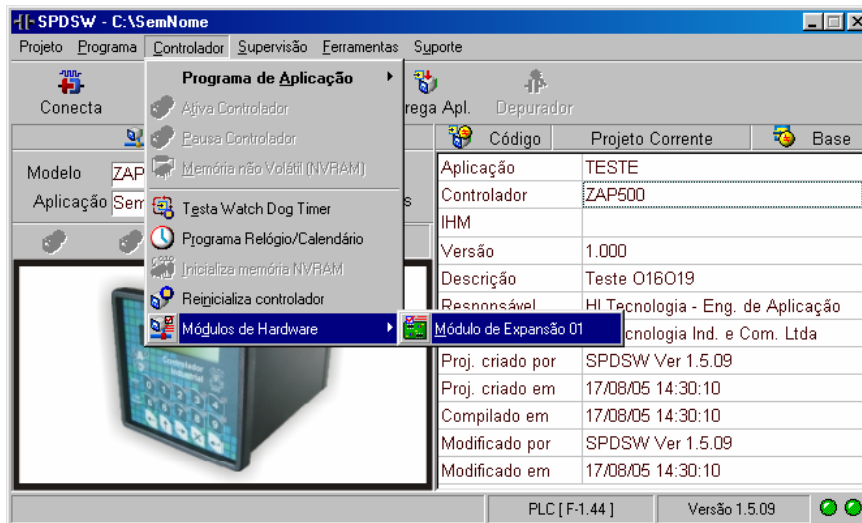 SPDSW - C:\SemNome
Projeto Programa Controlador Supervisão Ferramentas Suporte
Conecta
rega Apl. Depurador
Programa de Aplicação
Ativa Controlador
Pausa Controlador
Memória não Volátil (NVRAM)
Testa Watch Dog Timer
Programa Relógio/Calendário
Inicializa memória NVRAM
Reinicializa controlador
Módulos de Hardware
Módulo de Expansão 01
Modelo ZAP
Aplicação Sem
s
Código Projeto Corrente Base
Aplicação TESTE
Controlador ZAP500
IHM
Versão 1.000
Descrição Teste O16O19
Responsável HI Tecnologia - Eng. de Aplicação
cnologia Ind. e Com. Ltda
Proj. criado por SPDSW Ver 1.5.09
Proj. criado em 17/08/05 14:30:10
Compilado em 17/08/05 14:30:10
Modificado por SPDSW Ver 1.5.09
Modificado em 17/08/05 14:30:10
Controlador
Industrial
PLC [ F-1.44 ] Versão 1.5.09